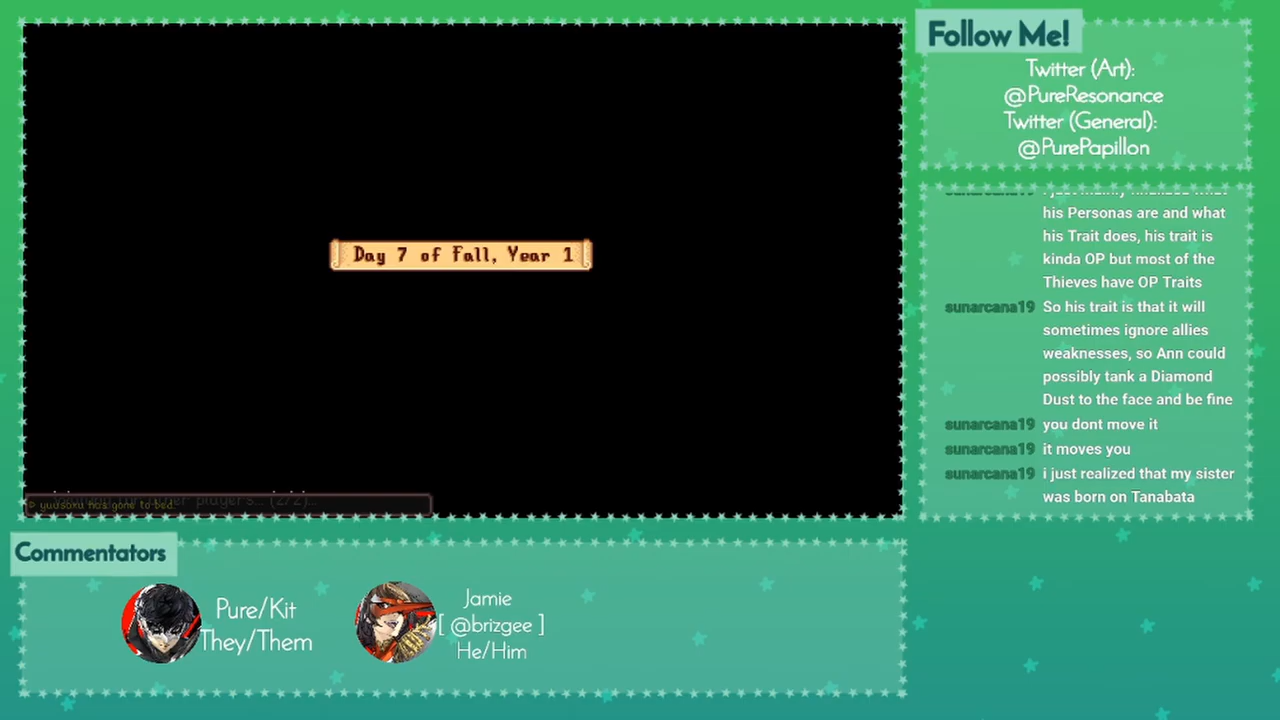 Follow Me!
Twitter (Art):
@PureResonance
Twitter (General):
@PurePapillon
his Personas are and what
his Trait does, his trait is
kinda OP but most of the
Thieves have OP Traits
sunarcana19 So his trait is that it will
sometimes ignore allies
weaknesses, so Ann could
possibly tank a Diamond
Dust to the face and be fine
sunarcana19 you dont move it
sunarcana19 it moves you
sunarcana19 i just realized that my sister
was born on Tanabata
Day 7 of Fall, Year 1
has gone to bed.
Commentators
Pure/Kit
They/Them
Jamie
[ @brizgee ]
He/Him